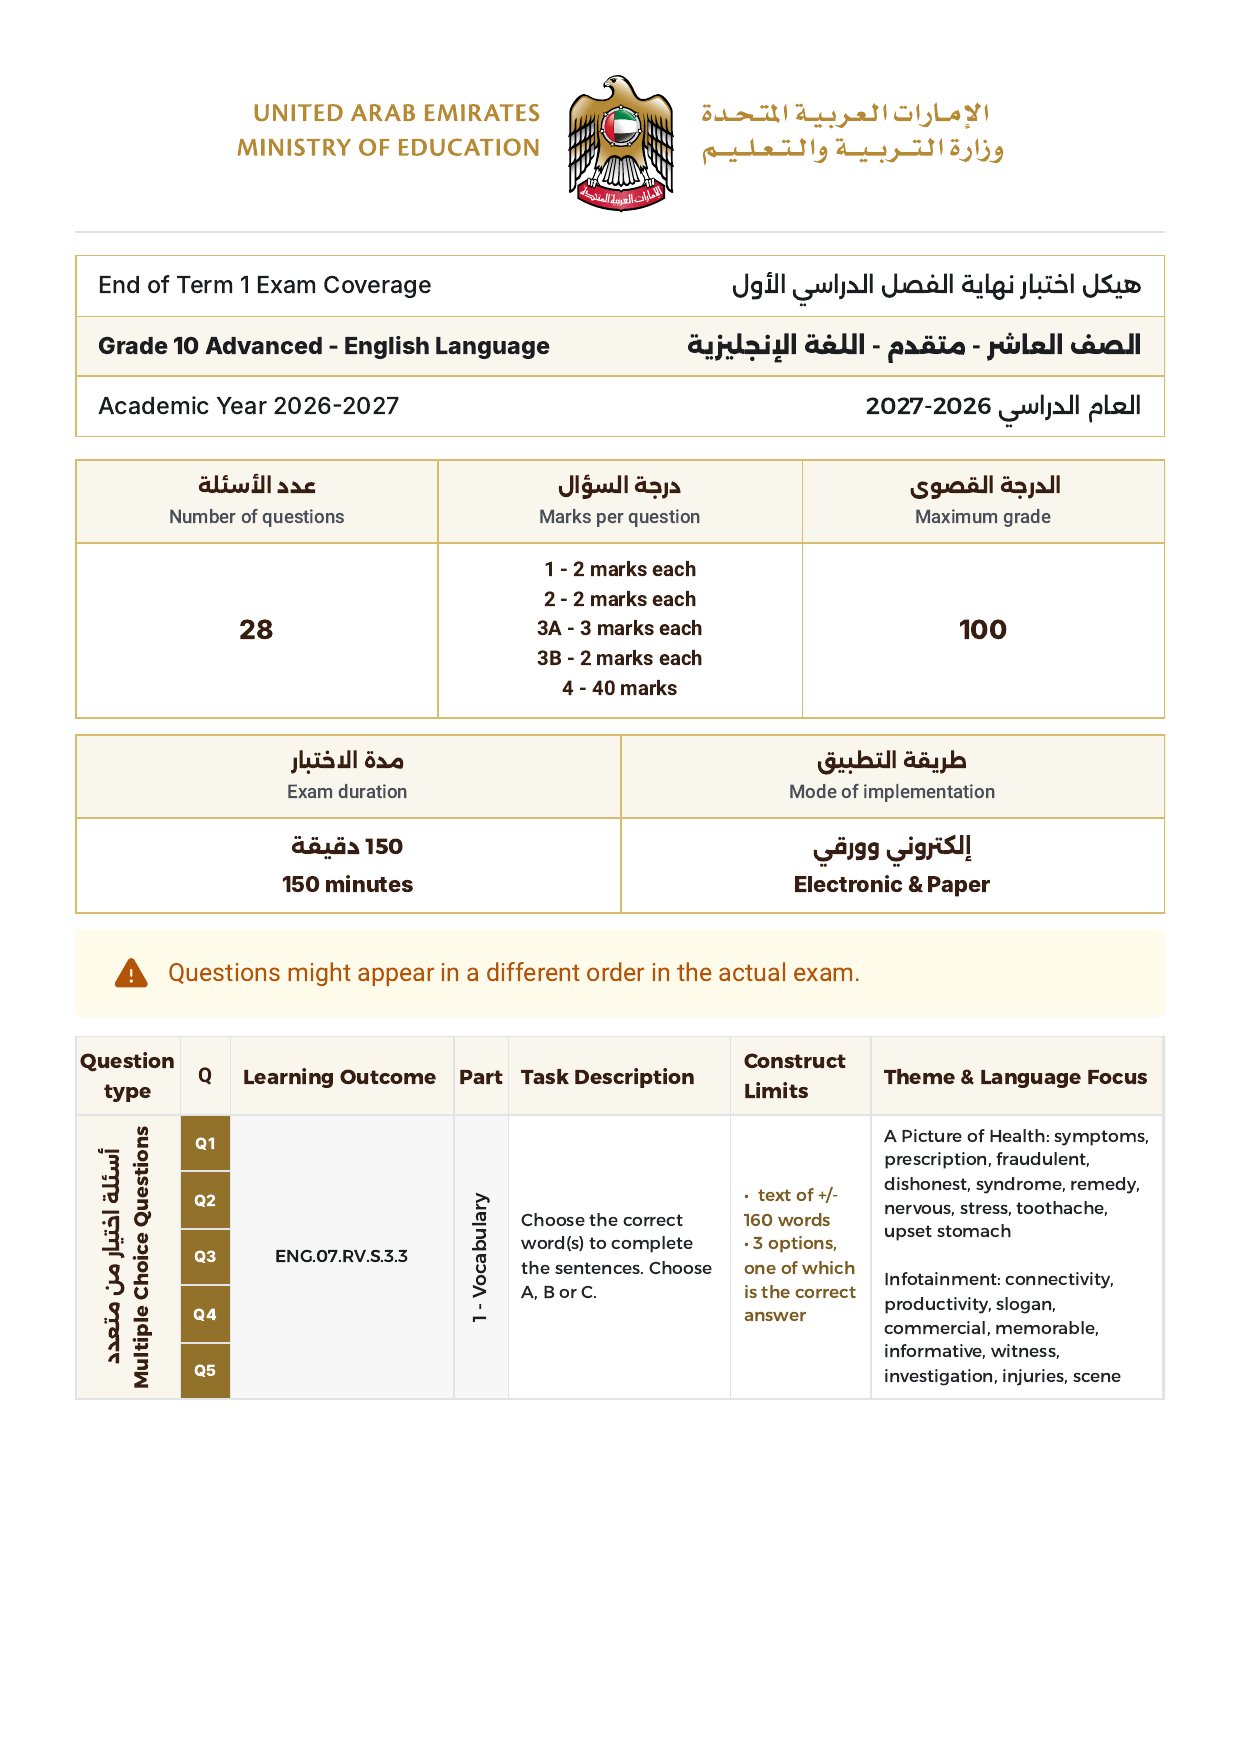 UNITED ARAB EMIRATES
MINISTRY OF EDUCATION
الإمارات العربية المتحدة
وزارة التربية والتعليم
الإمارات العربية المتحدة
End of Term 1 Exam Coverage
هيكل اختبار نهاية الفصل الدراسي الأول
Grade 10 Advanced - English Language
الصف العاشر - متقدم - اللغة الإنجليزية
Academic Year 2026-2027
العام الدراسي 2026-2027
عدد الأسئلة
Number of questions
درجة السؤال
Marks per question
الدرجة القصوى
Maximum grade
28
1 - 2 marks each
2 - 2 marks each
3A - 3 marks each
3B - 2 marks each
4 - 40 marks
100
مدة الاختبار
Exam duration
طريقة التطبيق
Mode of implementation
150 دقيقة
150 minutes
إلكتروني وورقي
Electronic & Paper
Questions might appear in a different order in the actual exam.
Question
type
Q
Learning Outcome
Part
Task Description
Construct
Limits
Theme & Language Focus
أسئلة اختيار من متعدد
Multiple Choice Questions
Q1
Q2
Q3
Q4
Q5
ENG.07.RV.S.3.3
1 - Vocabulary
Choose the correct
word(s) to complete
the sentences. Choose
A, B or C.
• text of +/-
160 words
• 3 options,
one of which
is the correct
answer
A Picture of Health: symptoms,
prescription, fraudulent,
dishonest, syndrome, remedy,
nervous, stress, toothache,
upset stomach
Infotainment: connectivity,
productivity, slogan,
commercial, memorable,
informative, witness,
investigation, injuries, scene